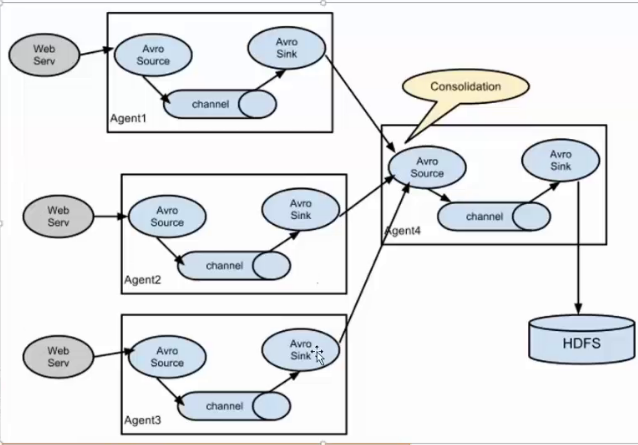 Web
Serv
Avro
Source
Avro
Sink
channel
Agent1
Consolidation
Web
Serv
Avro
Source
Avro
Sink
channel
Agent2
Avro
Source
Avro
Sink
channel
Agent4
Web
Serv
Avro
Source
Avro
Sink
channel
Agent3
HDFS